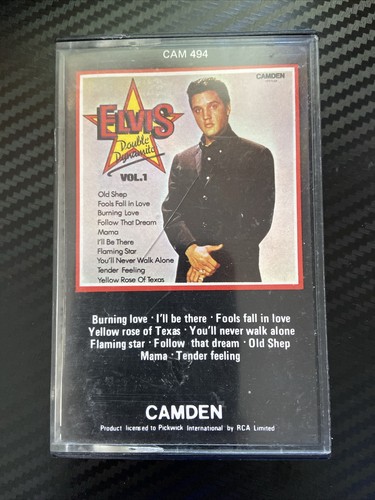 CAM 494
CAMDEN
ELVIS
Double
Dynamite
VOL.1
Old Shep
Fools Fall In Love
Burning Love
Follow That Dream
Mama
I'll Be There
Flaming Star
You'll Never Walk Alone
Tender Feeling
Yellow Rose Of Texas
Burning love · I'll be there · Fools fall in love
Yellow rose of Texas · You'll never walk alone
Flaming star · Follow that dream · Old Shep
Mama · Tender feeling
CAMDEN
Product licensed to Pickwick International by RCA Limited